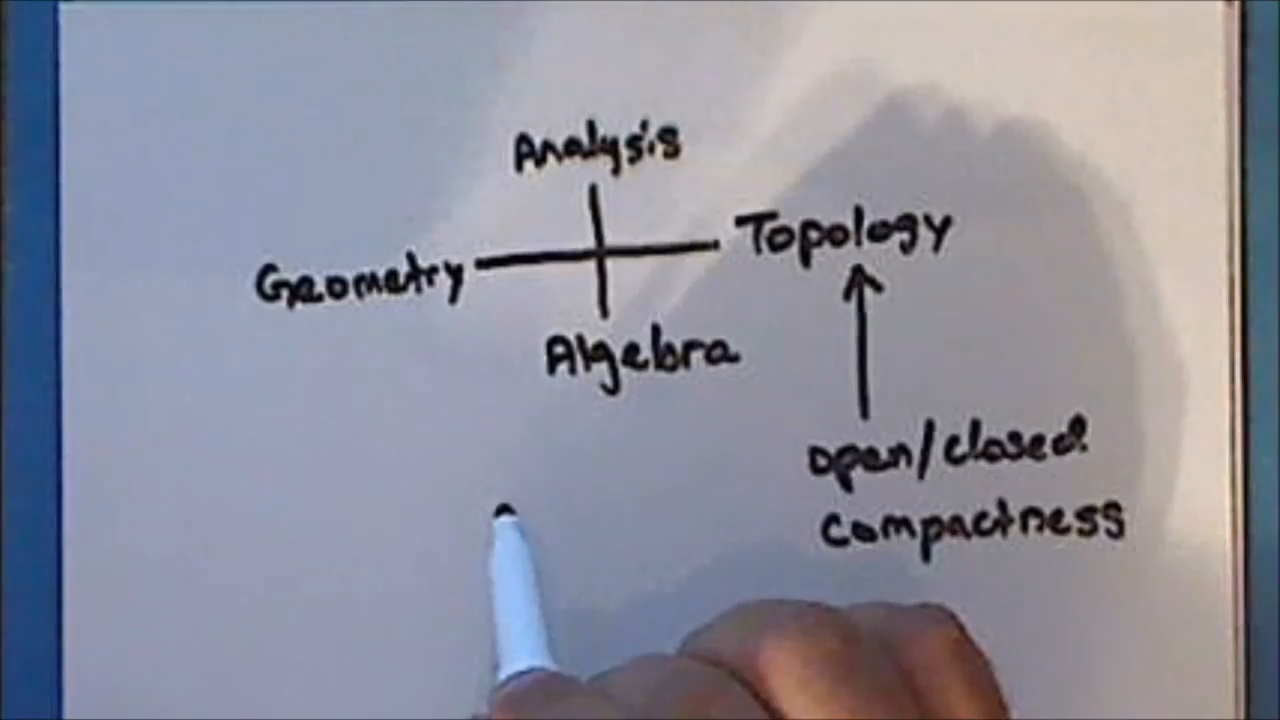 Analysis
Geometry
Topology
Algebra
open/closed
compactness